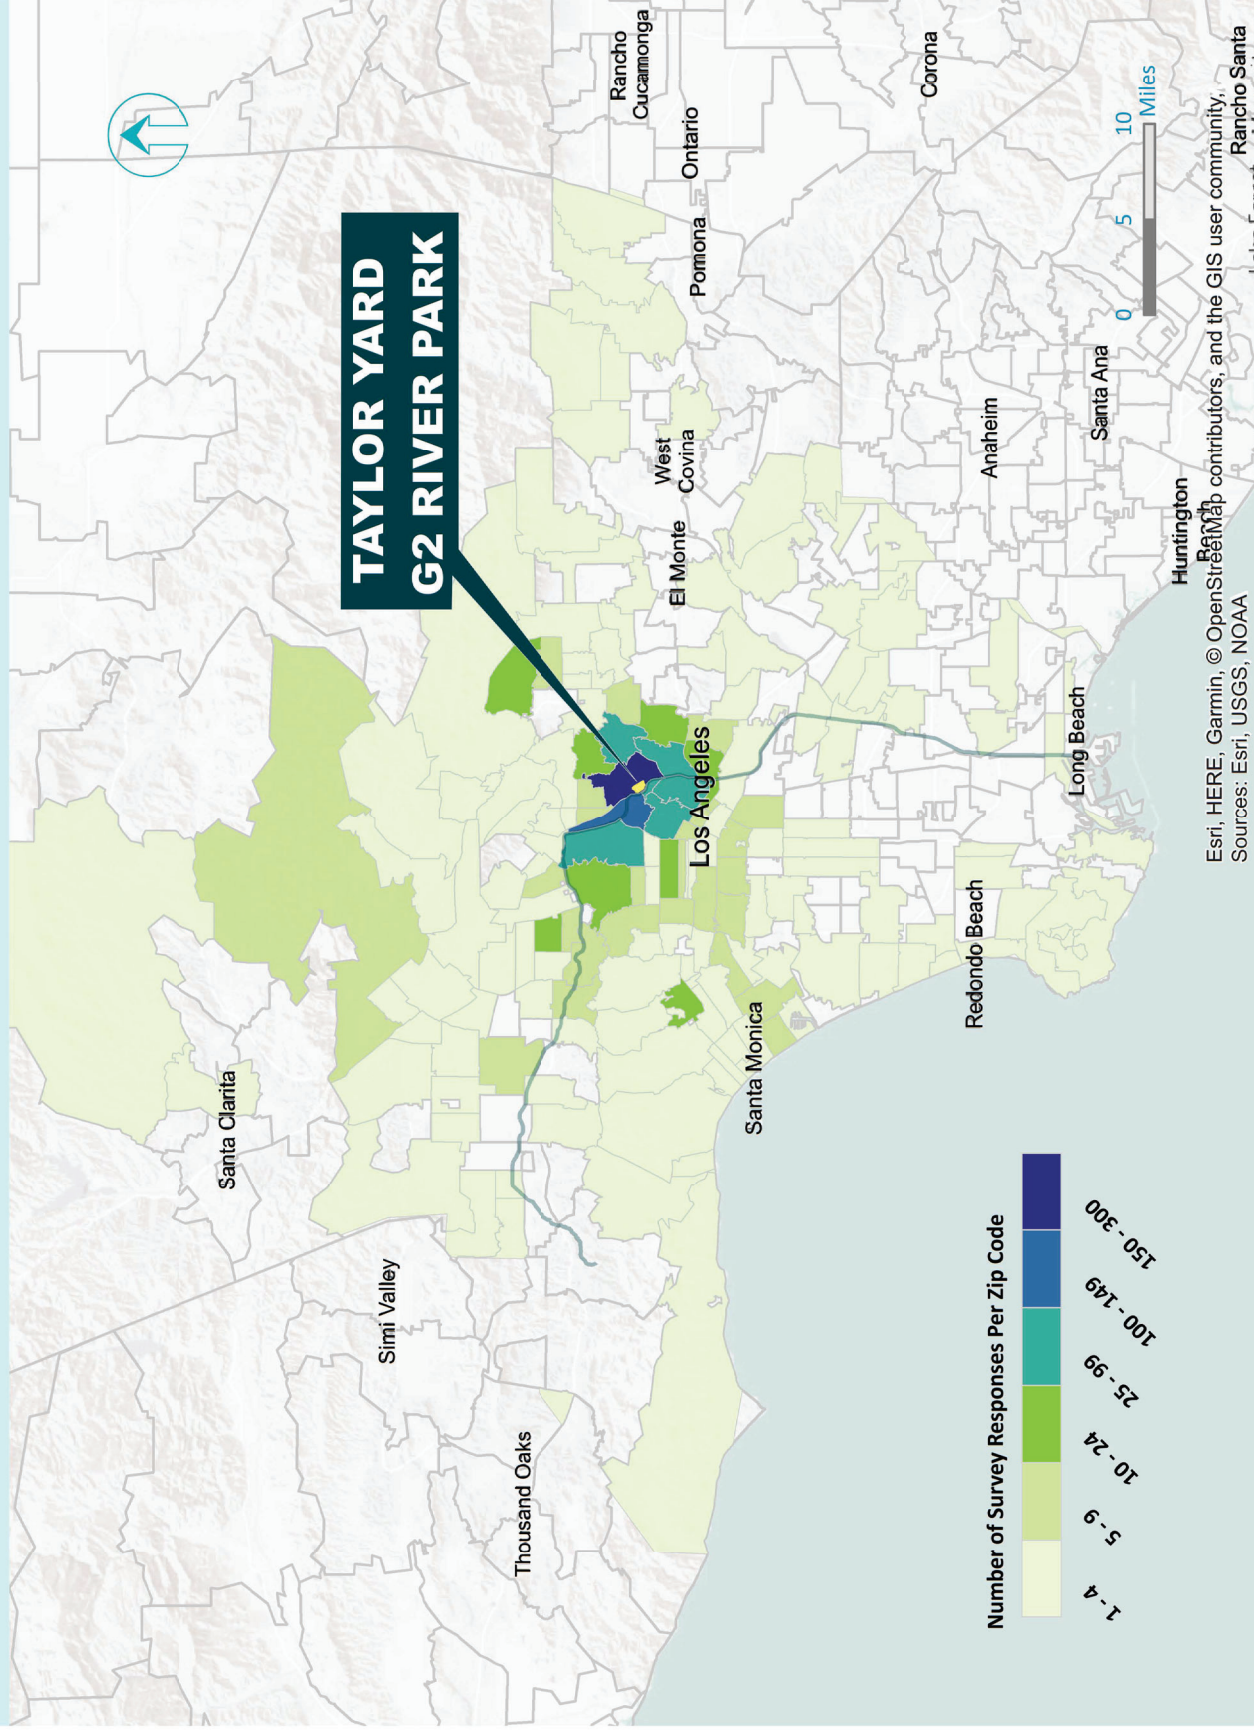 TAYLOR YARD
G2 RIVER PARK
Santa Clarita
Simi Valley
Thousand Oaks
Rancho
Cucamonga
Ontario
Pomona
West
Covina
El Monte
Los Angeles
Santa Monica
Corona
Anaheim
Redondo Beach
Long Beach
Santa Ana
Huntington
Beach
Rancho Santa
Number of Survey Responses Per Zip Code
1 - 4
5 - 9
10 - 24
25 - 99
100 - 149
150 - 300
0 5 10
Miles
Esri, HERE, Garmin, © OpenStreetMap contributors, and the GIS user community,
Sources: Esri, USGS, NOAA